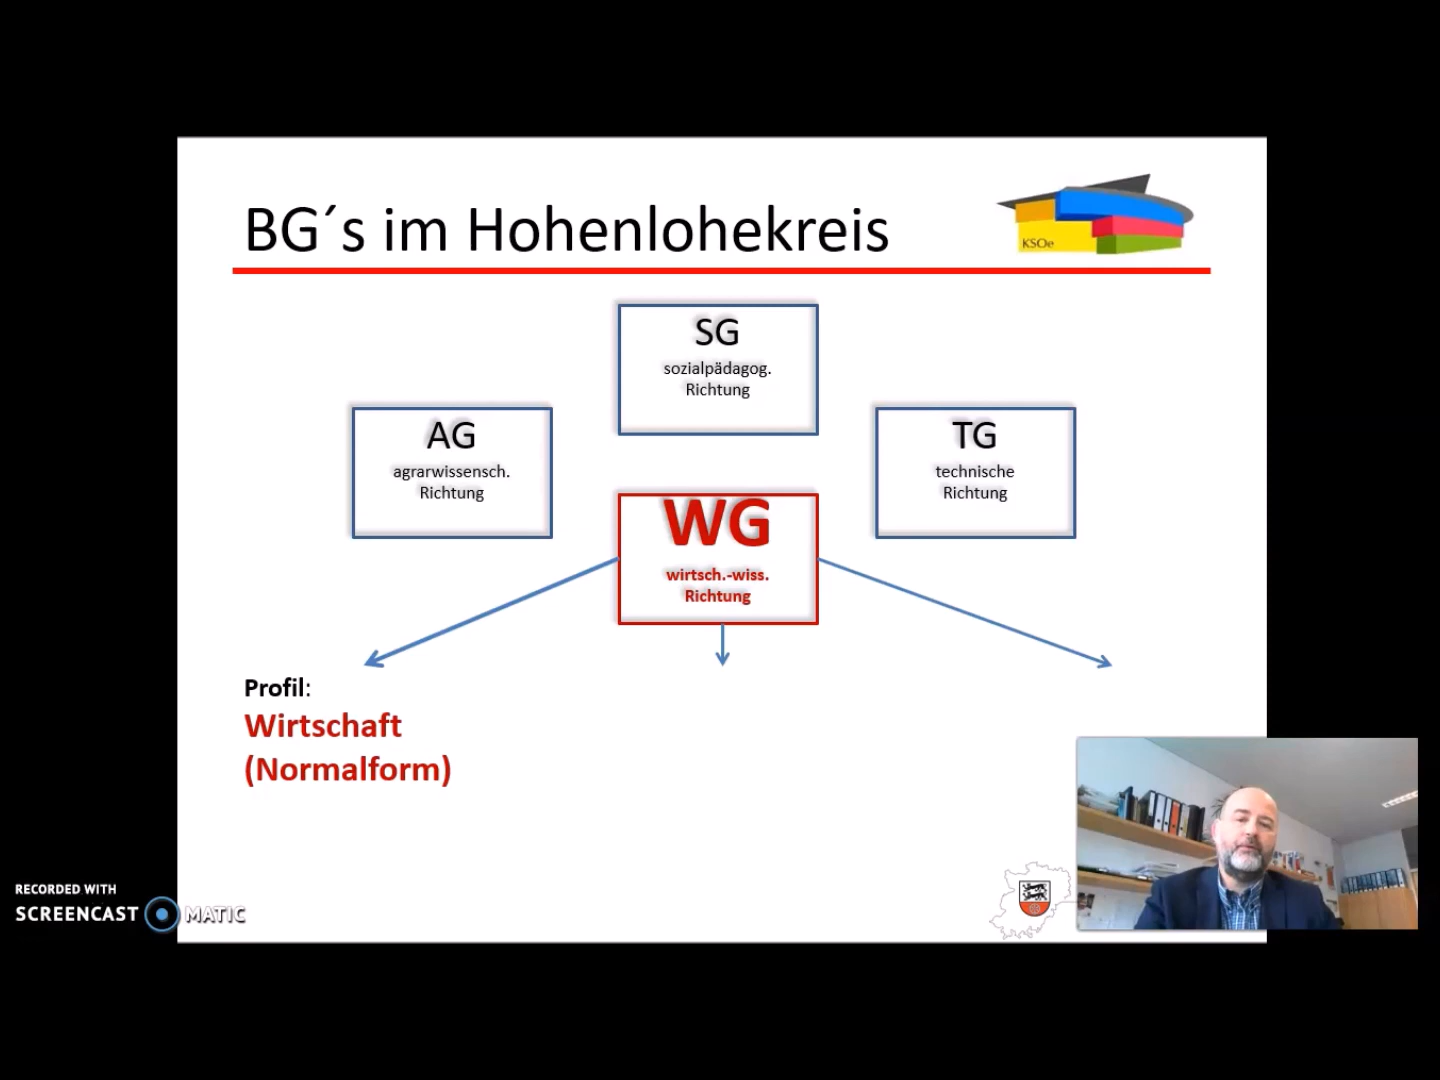 BG´s im Hohenlohekreis
KSOe
SG
sozialpädagog.
Richtung
AG
agrarwissensch.
Richtung
TG
technische
Richtung
WG
wirtsch.-wiss.
Richtung
Profil:
Wirtschaft
(Normalform)
RECORDED WITH
SCREENCAST MATIC